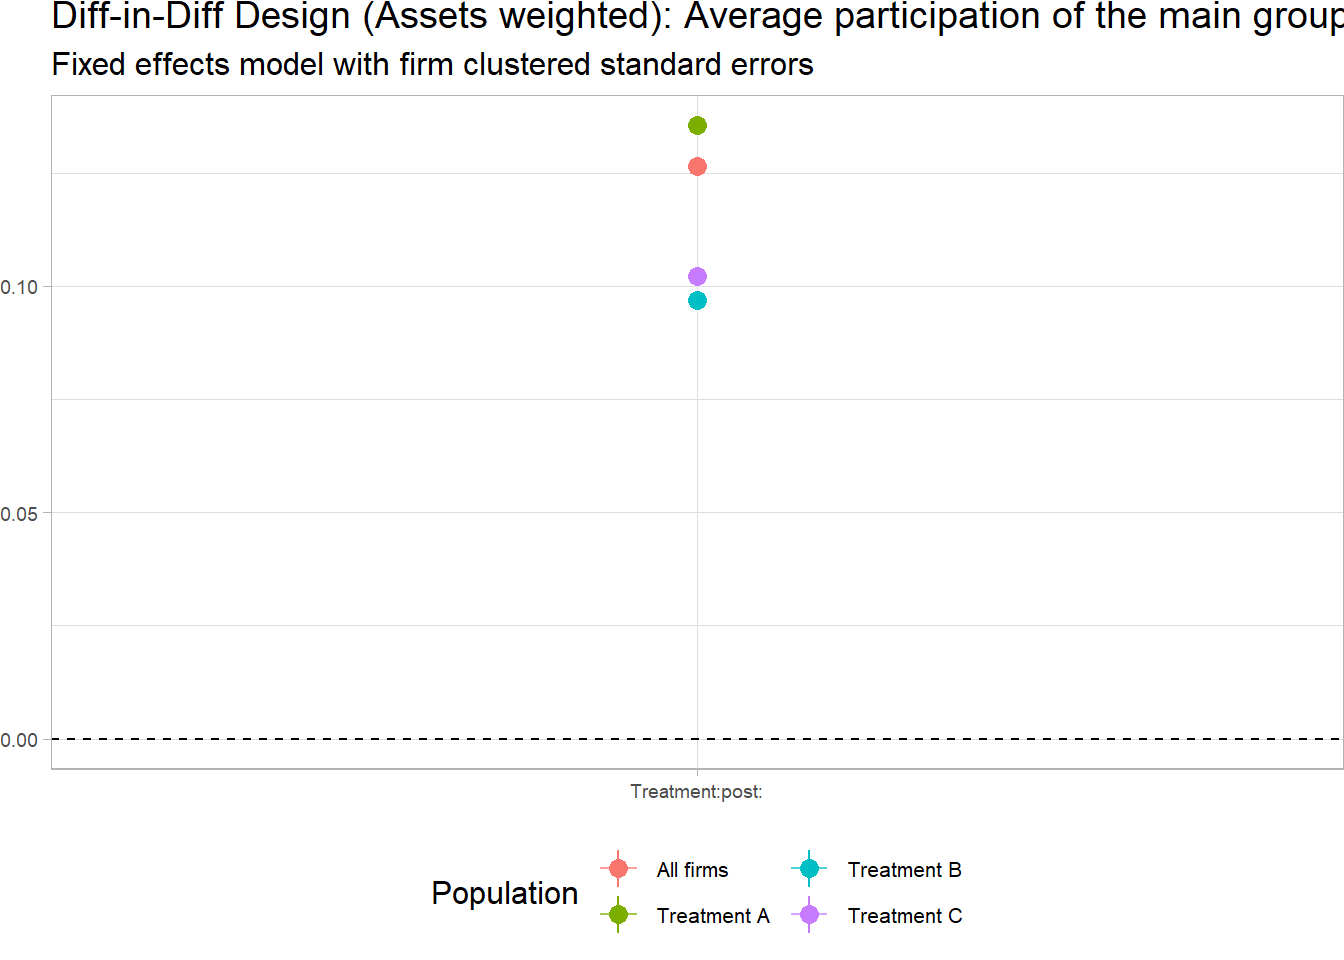 Diff-in-Diff Design (Assets weighted): Average participation of the main group
Fixed effects model with firm clustered standard errors
0.10
0.05
0.00
Treatment:post:
Population
All firms
Treatment B
Treatment A
Treatment C